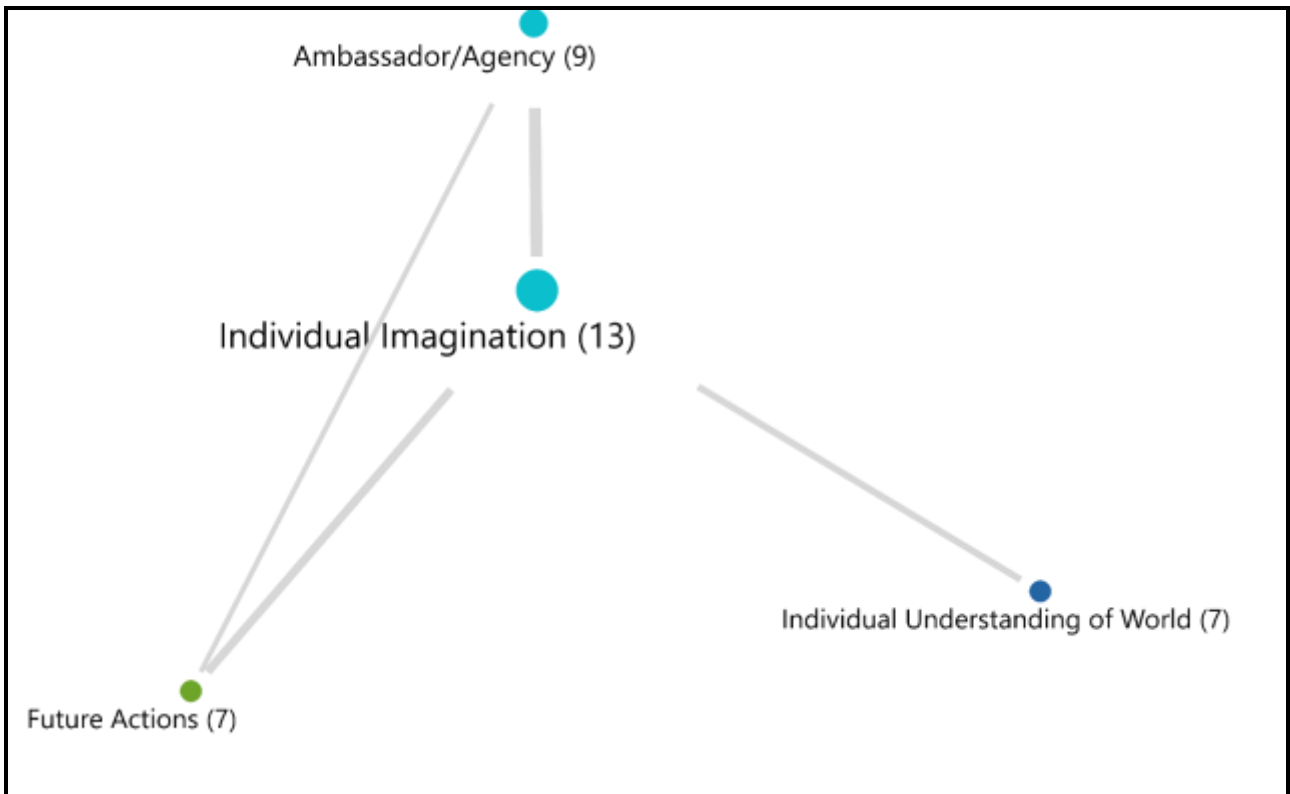 Ambassador/Agency (9)
Individual Imagination (13)
Individual Understanding of World (7)
Future Actions (7)